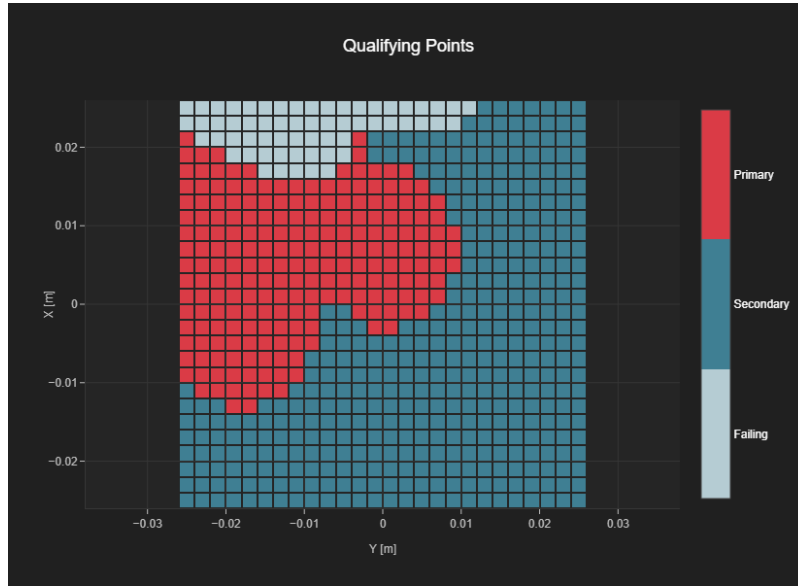 Qualifying Points
0.02
0.01
0
−0.01
−0.02
X [m]
−0.03
−0.02
−0.01
0
0.01
0.02
0.03
Y [m]
Primary
Secondary
Failing